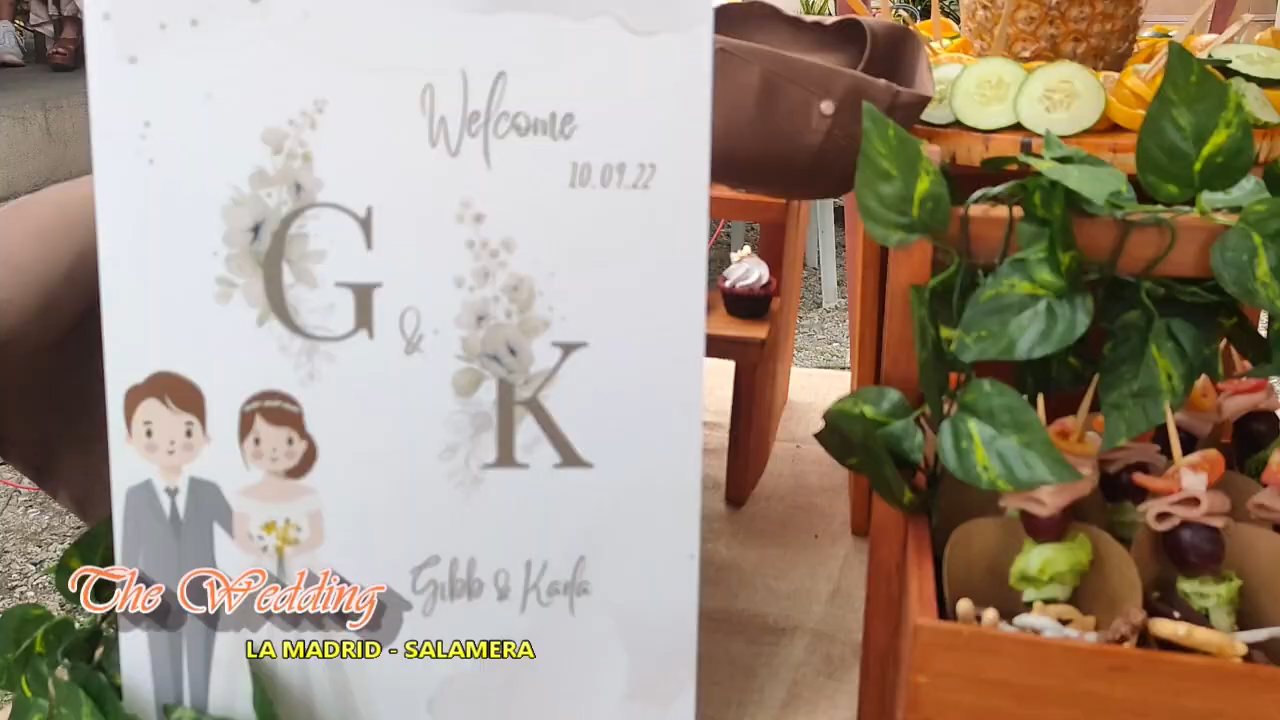 Welcome
10.09.22
G
&
K
Gibb & Karla
The Wedding
LA MADRID - SALAMERA